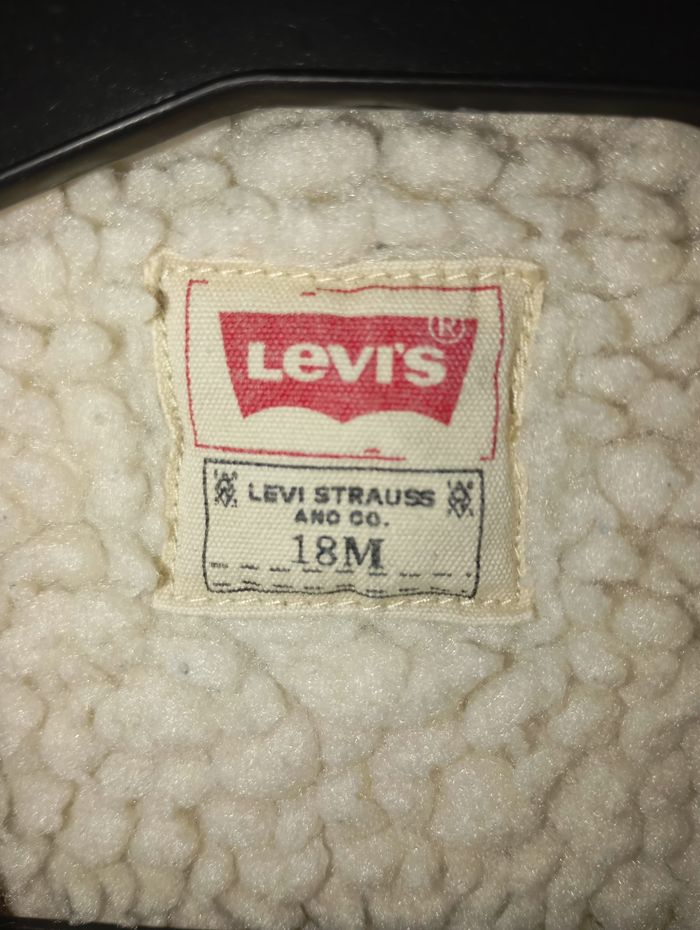 LEVI'S®
LEVI STRAUSS
AND CO.
18M